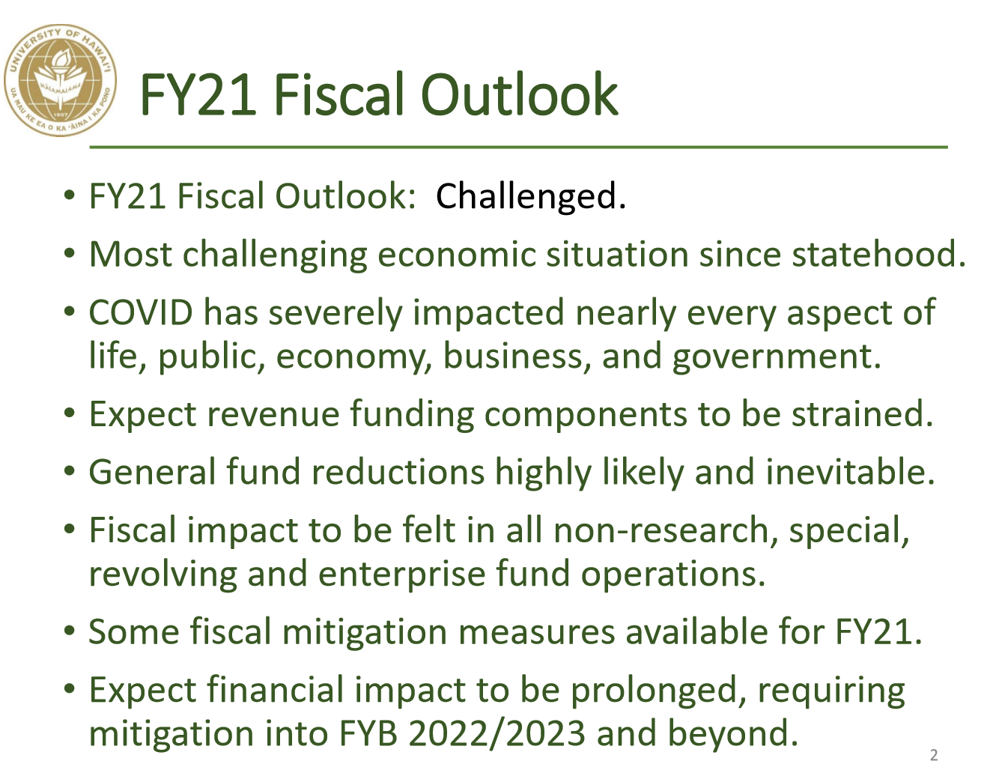 UNIVERSITY OF HAWAI'I
MĀLAMALAMA
1907
UA MAU KE EA O KA ʻĀINA I KA PONO
FY21 Fiscal Outlook
• FY21 Fiscal Outlook: Challenged.
• Most challenging economic situation since statehood.
• COVID has severely impacted nearly every aspect of
life, public, economy, business, and government.
• Expect revenue funding components to be strained.
• General fund reductions highly likely and inevitable.
• Fiscal impact to be felt in all non-research, special,
revolving and enterprise fund operations.
• Some fiscal mitigation measures available for FY21.
• Expect financial impact to be prolonged, requiring
mitigation into FYB 2022/2023 and beyond.
2